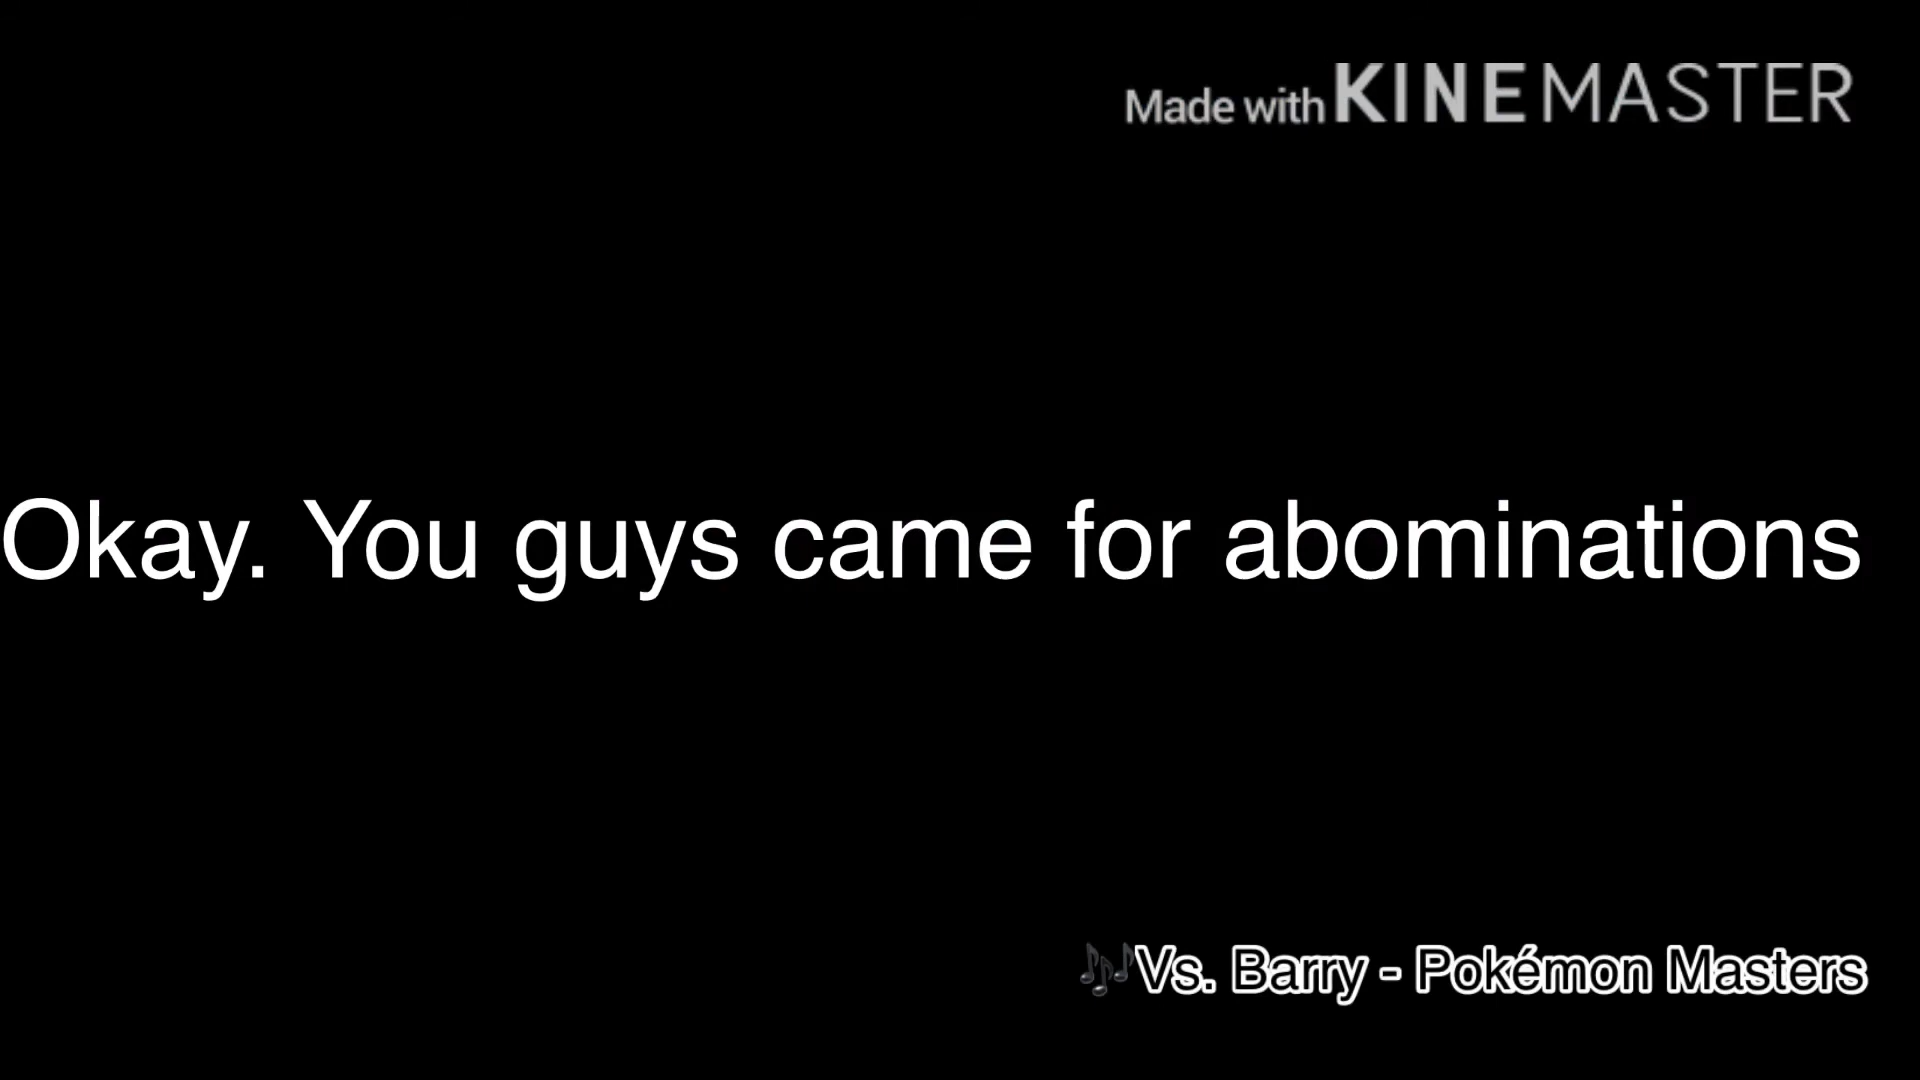 Made with KINEMASTER
Okay. You guys came for abominations
🎶Vs. Barry - Pokémon Masters